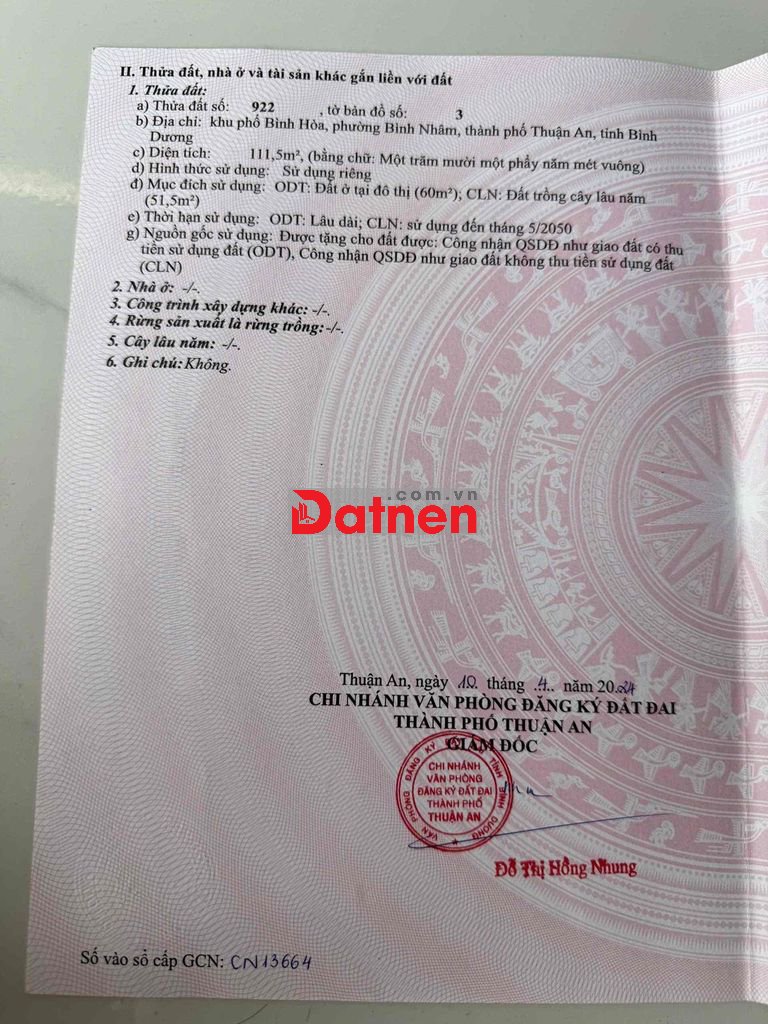 II. Thửa đất, nhà ở và tài sản khác gắn liền với đất
1. Thửa đất:
a) Thửa đất số: 922 , tờ bản đồ số: 3
b) Địa chỉ: khu phố Bình Hòa, phường Bình Nhâm, thành phố Thuận An, tỉnh Bình
Dương
c) Diện tích: 111,5m², (bằng chữ: Một trăm mười một phẩy năm mét vuông)
d) Hình thức sử dụng: Sử dụng riêng
đ) Mục đích sử dụng: ODT: Đất ở tại đô thị (60m²); CLN: Đất trồng cây lâu năm
(51,5m²)
e) Thời hạn sử dụng: ODT: Lâu dài; CLN: sử dụng đến tháng 5/2050
g) Nguồn gốc sử dụng: Được tặng cho đất được: Công nhận QSDĐ như giao đất có thu
tiền sử dụng đất (ODT), Công nhận QSDĐ như giao đất không thu tiền sử dụng đất
(CLN)
2. Nhà ở: -/-.
3. Công trình xây dựng khác: -/-.
4. Rừng sản xuất là rừng trồng: -/-.
5. Cây lâu năm: -/-.
6. Ghi chú: Không.
.com.vn
Datnen
Thuận An, ngày 10 tháng 4 năm 2024
CHI NHÁNH VĂN PHÒNG ĐĂNG KÝ ĐẤT ĐAI
THÀNH PHỐ THUẬN AN
GIÁM ĐỐC
VĂN PHÒNG ĐĂNG KÝ ĐẤT ĐAI TỈNH BÌNH DƯƠNG
CHI NHÁNH
VĂN PHÒNG
ĐĂNG KÝ ĐẤT ĐAI
THÀNH PHỐ
THUẬN AN
Đỗ Thị Hồng Nhung
Số vào sổ cấp GCN: CN13664